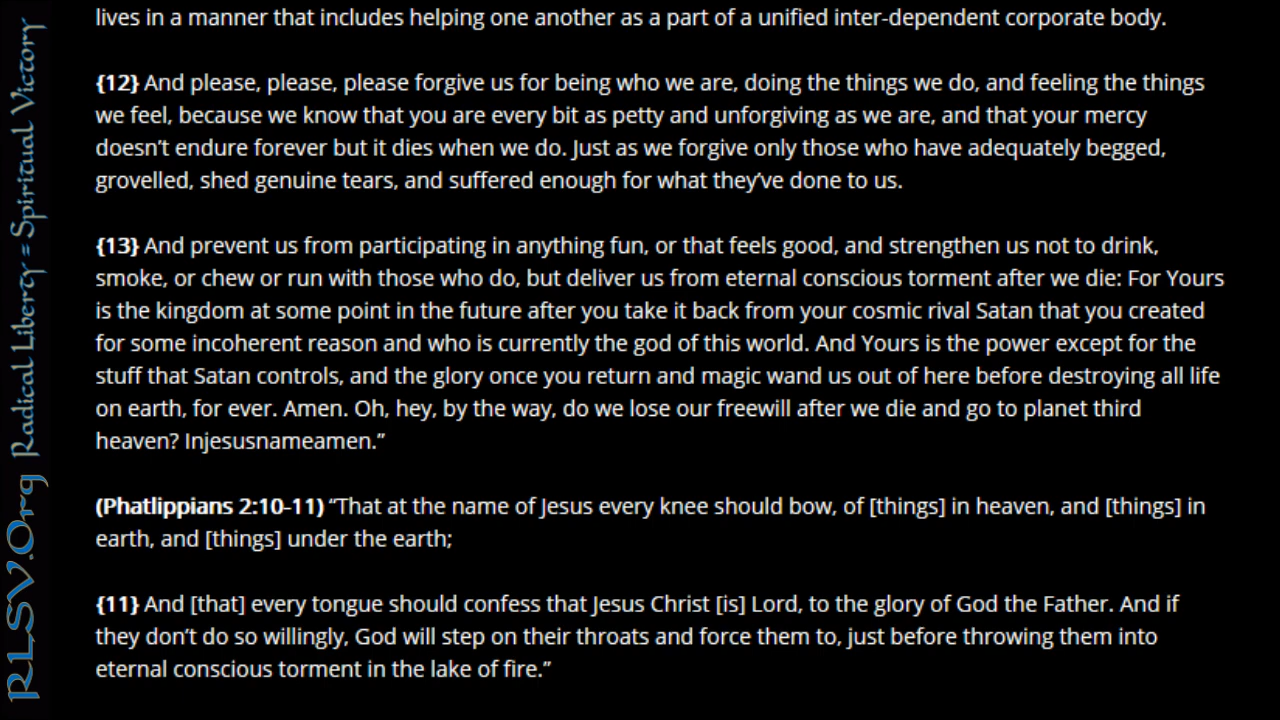 lives in a manner that includes helping one another as a part of a unified inter-dependent corporate body.
{12} And please, please, please forgive us for being who we are, doing the things we do, and feeling the things
we feel, because we know that you are every bit as petty and unforgiving as we are, and that your mercy
doesn’t endure forever but it dies when we do. Just as we forgive only those who have adequately begged,
grovelled, shed genuine tears, and suffered enough for what they’ve done to us.
{13} And prevent us from participating in anything fun, or that feels good, and strengthen us not to drink,
smoke, or chew or run with those who do, but deliver us from eternal conscious torment after we die: For Yours
is the kingdom at some point in the future after you take it back from your cosmic rival Satan that you created
for some incoherent reason and who is currently the god of this world. And Yours is the power except for the
stuff that Satan controls, and the glory once you return and magic wand us out of here before destroying all life
on earth, for ever. Amen. Oh, hey, by the way, do we lose our freewill after we die and go to planet third
heaven? Injesusnameamen.”
(Phatlippians 2:10-11) “That at the name of Jesus every knee should bow, of [things] in heaven, and [things] in
earth, and [things] under the earth;
{11} And [that] every tongue should confess that Jesus Christ [is] Lord, to the glory of God the Father. And if
they don’t do so willingly, God will step on their throats and force them to, just before throwing them into
eternal conscious torment in the lake of fire.”
RLSV.Org Radical Liberty = Spiritual Victory